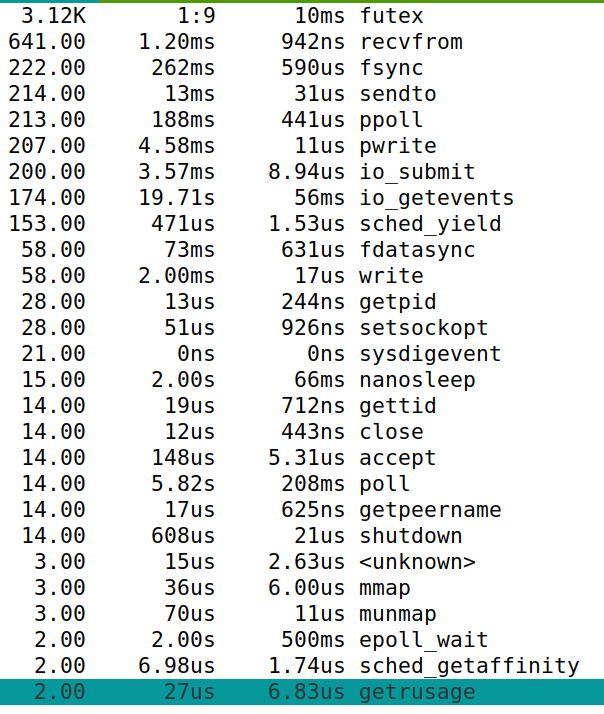 3.12K 1:9 10ms futex
641.00 1.20ms 942ns recvfrom
222.00 262ms 590us fsync
214.00 13ms 31us sendto
213.00 188ms 441us ppoll
207.00 4.58ms 11us pwrite
200.00 3.57ms 8.94us io_submit
174.00 19.71s 56ms io_getevents
153.00 471us 1.53us sched_yield
58.00 73ms 631us fdatasync
58.00 2.00ms 17us write
28.00 13us 244ns getpid
28.00 51us 926ns setsockopt
21.00 0ns 0ns sysdigevent
15.00 2.00s 66ms nanosleep
14.00 19us 712ns gettid
14.00 12us 443ns close
14.00 148us 5.31us accept
14.00 5.82s 208ms poll
14.00 17us 625ns getpeername
14.00 608us 21us shutdown
3.00 15us 2.63us <unknown>
3.00 36us 6.00us mmap
3.00 70us 11us munmap
2.00 2.00s 500ms epoll_wait
2.00 6.98us 1.74us sched_getaffinity
2.00 27us 6.83us getrusage